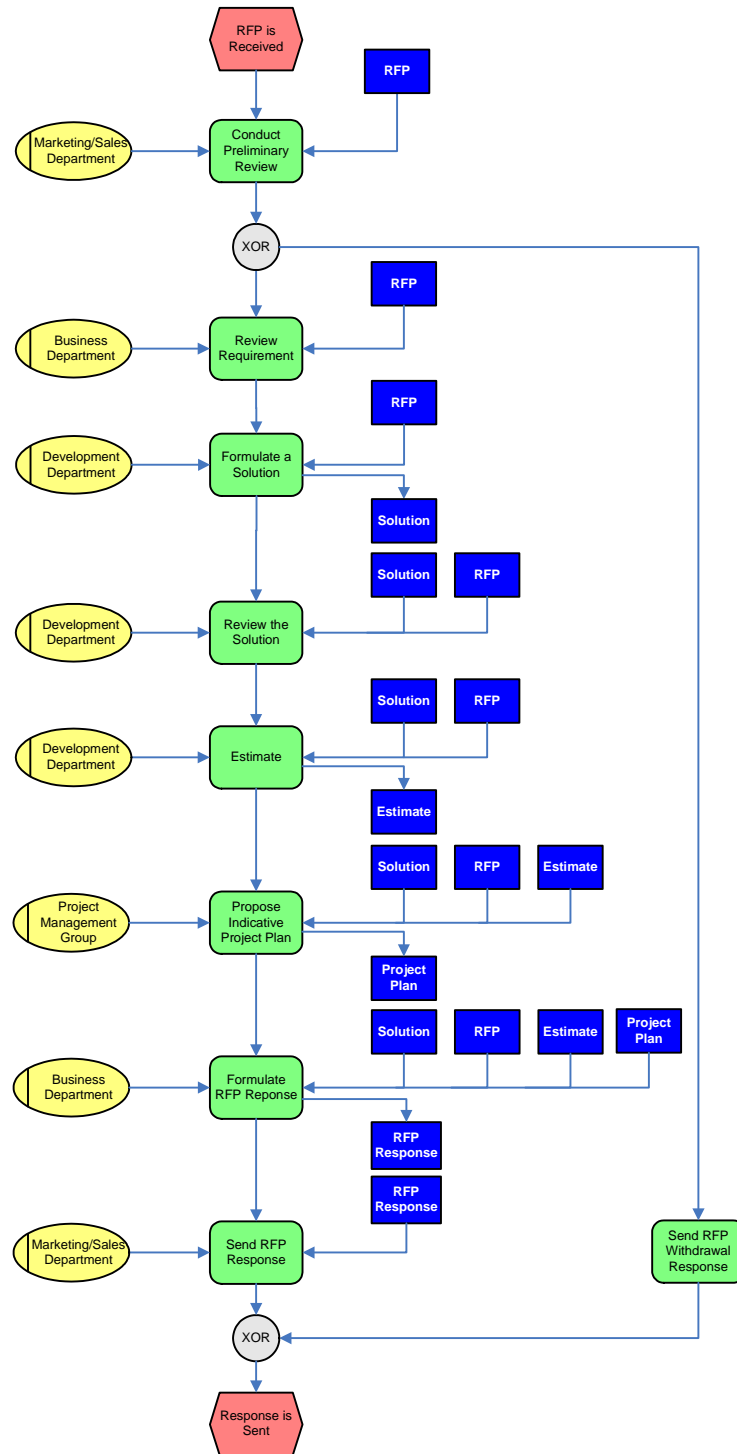 RFP is
Received
RFP
Marketing/Sales
Department
Conduct
Preliminary
Review
XOR
RFP
Business
Department
Review
Requirement
RFP
Development
Department
Formulate a
Solution
Solution
Solution
RFP
Development
Department
Review the
Solution
Solution
RFP
Development
Department
Estimate
Estimate
Solution
RFP
Estimate
Project
Management
Group
Propose
Indicative
Project Plan
Project
Plan
Solution
RFP
Estimate
Project
Plan
Business
Department
Formulate
RFP Reponse
RFP
Response
RFP
Response
Marketing/Sales
Department
Send RFP
Response
Send RFP
Withdrawal
Response
XOR
Response is
Sent